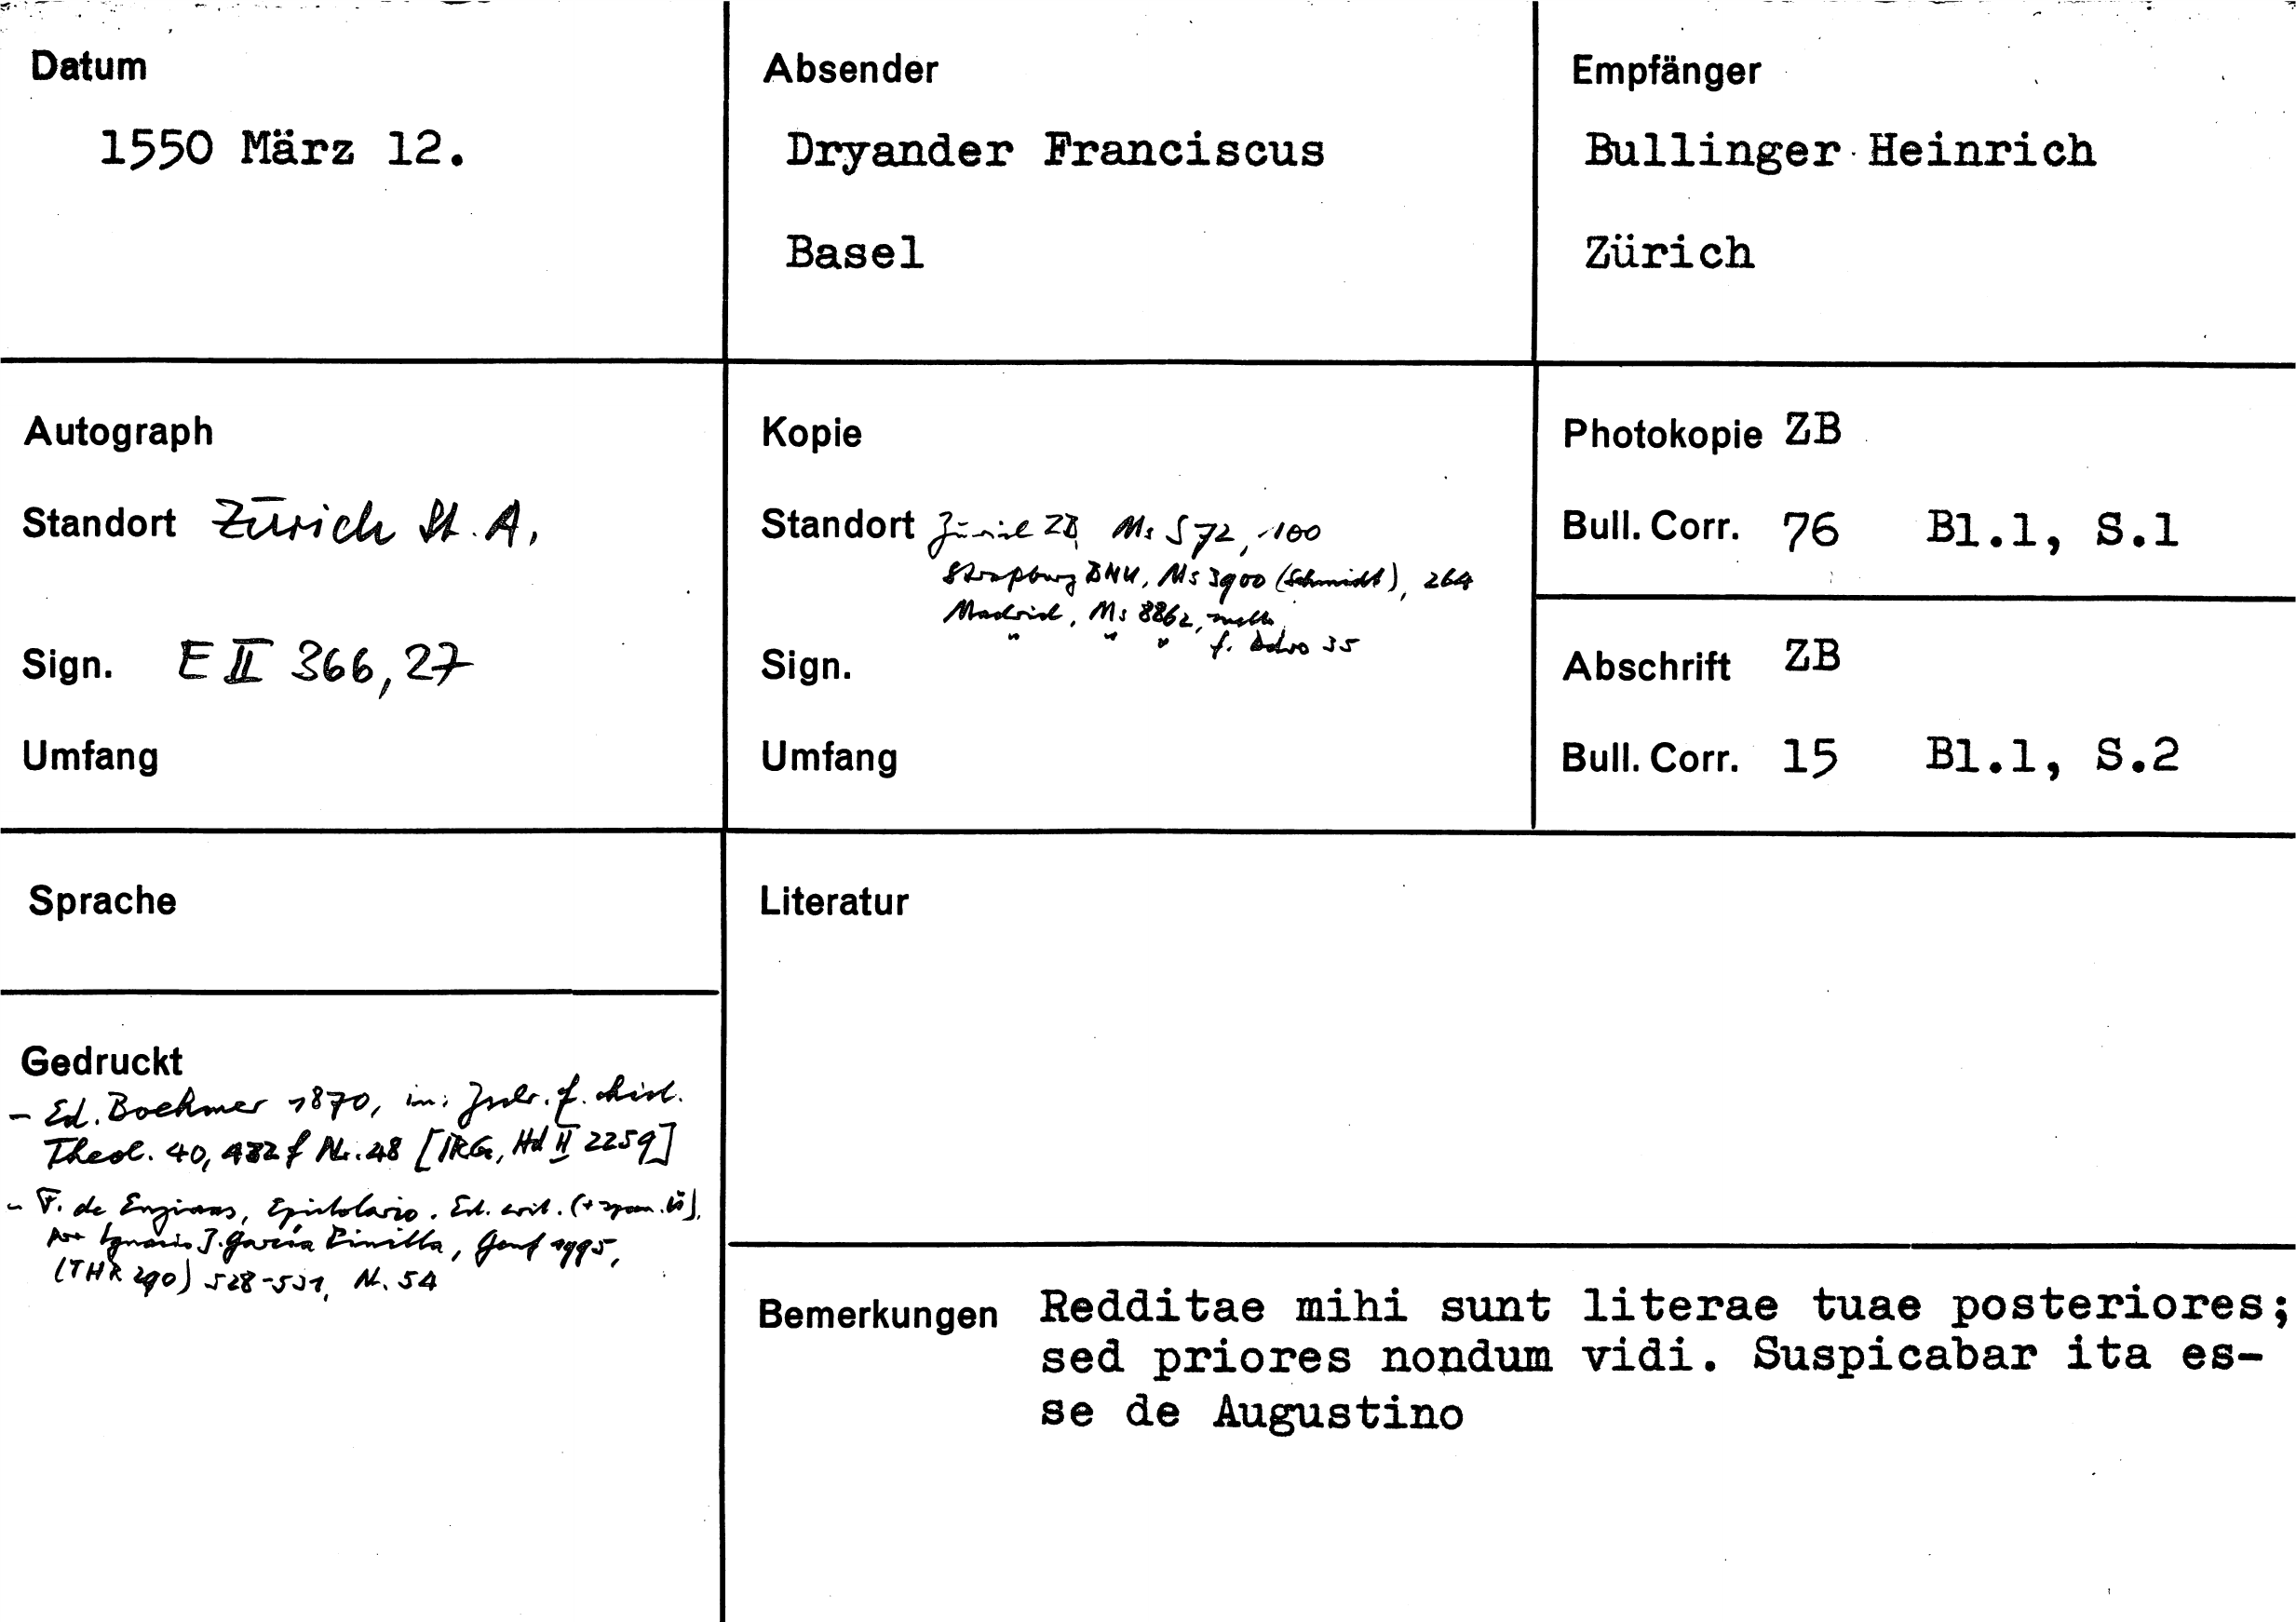 Datum
1550 März 12.
Absender
Dryander Franciscus
Basel
Empfänger
Bullinger Heinrich
Zürich
Autograph
Standort Zürich St. A.
Sign. E II 366,27
Umfang
Kopie
Standort Zürich ZB, Ms S 72, 100
Strassburg BNU, Ms 3900 (Schmidt), 264
Madrid, Ms 8862,
" " " f. 35
Sign.
Umfang
Photokopie ZB
Bull. Corr. 76 Bl.1, S.1
Abschrift ZB
Bull. Corr. 15 Bl.1, S.2
Sprache
Gedruckt
- Ed. Boehmer 1870, in: f. hist.
Theol. 40, 432 f Nr. 48 [IRG, Hd II 2259]
- F. de Enzinas, Epistolario. Ed. crit. (+ span.
Ignacio J. García Pinilla, Genf 1995,
(THR 290) 528-531, Nr. 54
Literatur
Bemerkungen Redditae mihi sunt literae tuae posteriores;
sed priores nondum vidi. Suspicabar ita es-
se de Augustino